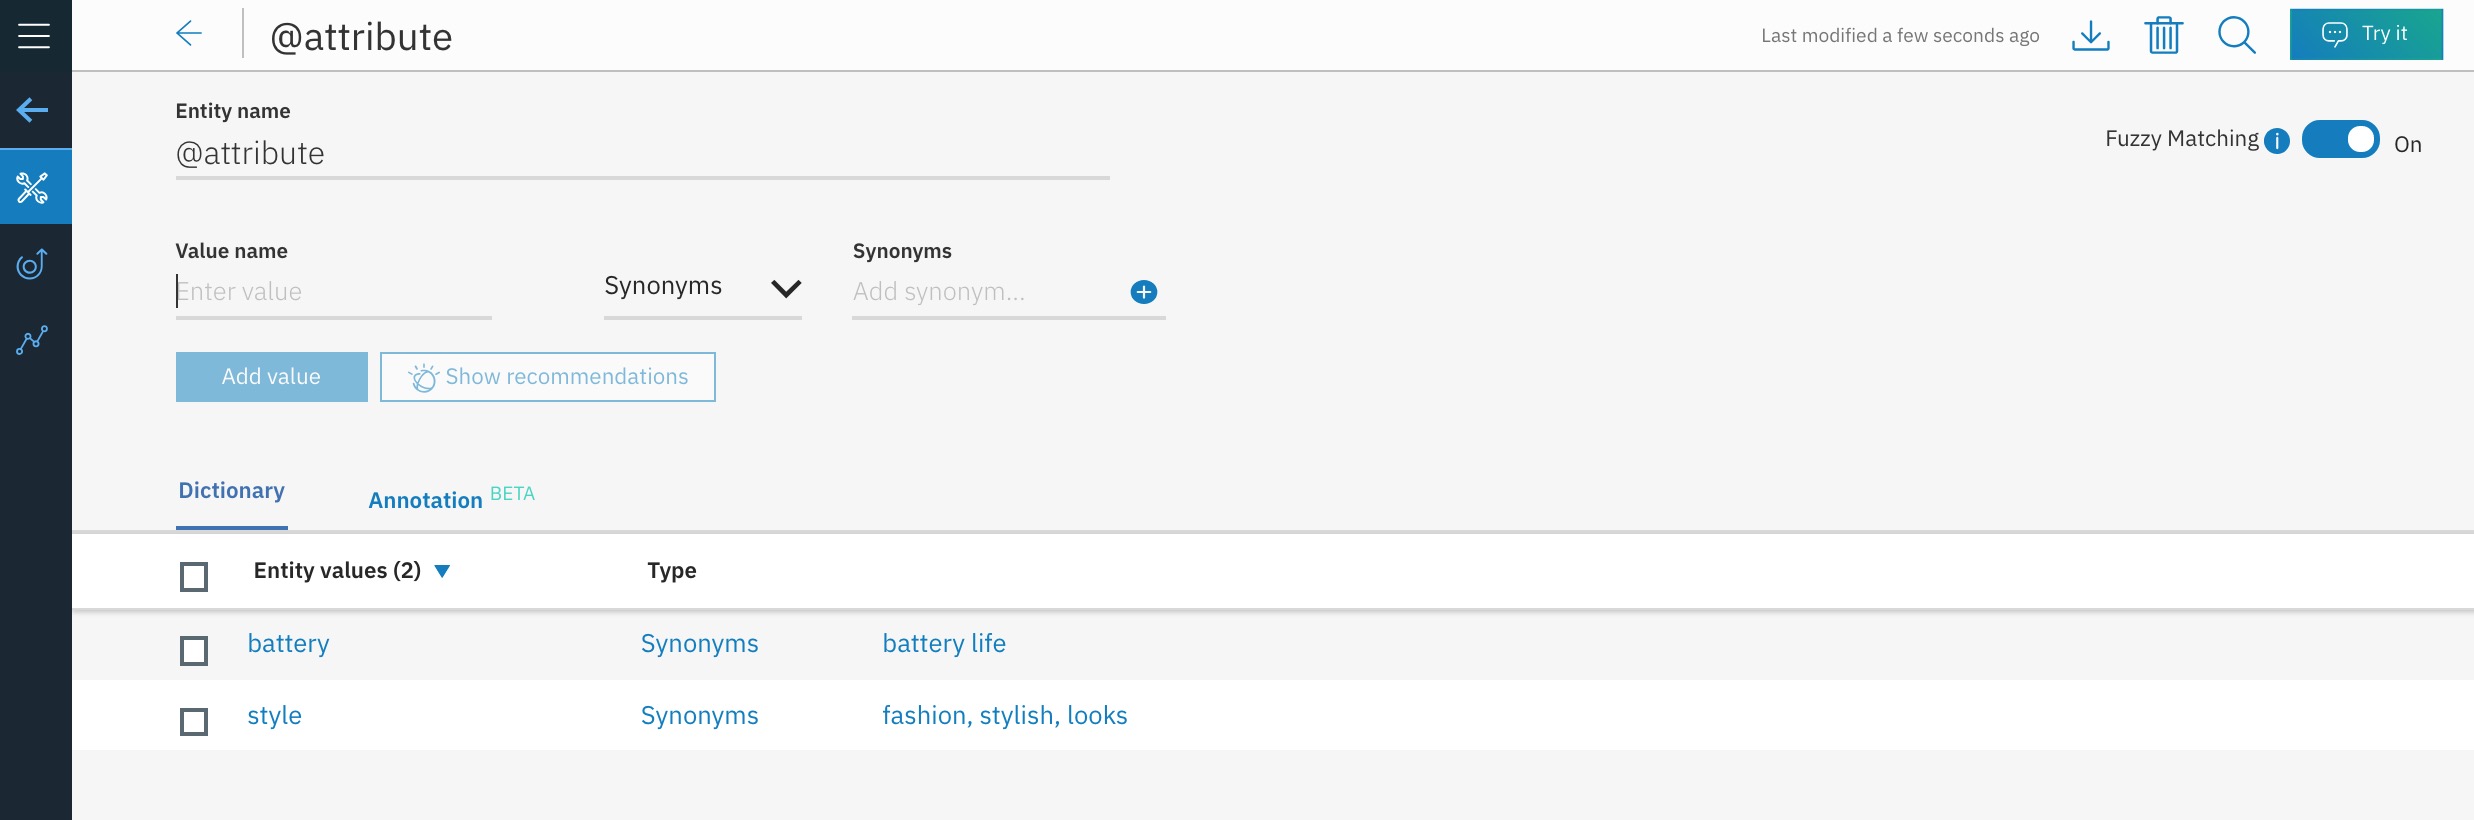 @attribute
Last modified a few seconds ago
Try it
Entity name
@attribute
Fuzzy Matching i On
Value name
Synonyms
Enter value
Synonyms
Add synonym...
Add value
Show recommendations
Dictionary
Annotation BETA
Entity values (2) Type
battery Synonyms battery life
style Synonyms fashion, stylish, looks